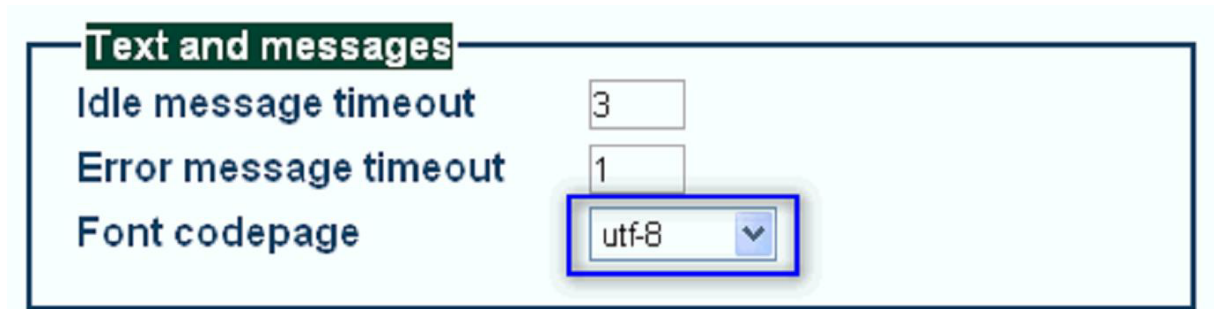 Text and messages
Idle message timeout 3
Error message timeout 1
Font codepage utf-8